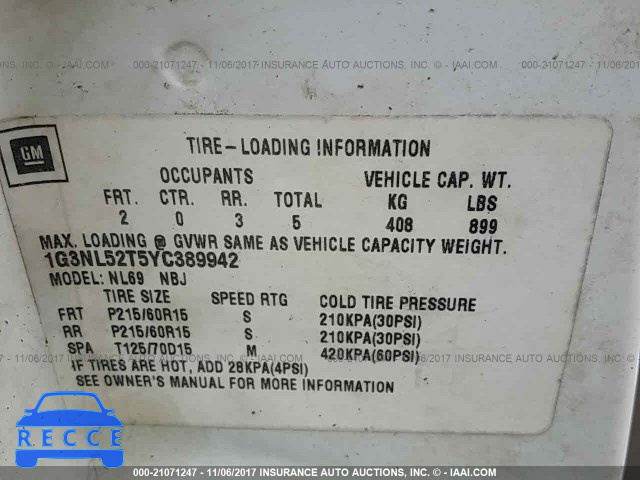 000-21071247 - 11/06/2017 INSURANCE AUTO AUCTIONS, INC. - © IAAI.COM
GM
TIRE-LOADING INFORMATION
OCCUPANTS VEHICLE CAP. WT.
FRT. CTR. RR. TOTAL KG LBS
2 0 3 5 408 899
MAX. LOADING @ GVWR SAME AS VEHICLE CAPACITY WEIGHT.
1G3NL52T5YC389942
MODEL: NL69 NBJ
TIRE SIZE SPEED RTG COLD TIRE PRESSURE
FRT P215/60R15 S 210KPA(30PSI)
RR P215/60R15 S 210KPA(30PSI)
SPA T125/70D15 M 420KPA(60PSI)
IF TIRES ARE HOT, ADD 28KPA(4PSI)
SEE OWNER'S MANUAL FOR MORE INFORMATION
RECCE
000-21071247 - 11/06/2017 INSURANCE AUTO AUCTIONS, INC. - © IAAI.COM